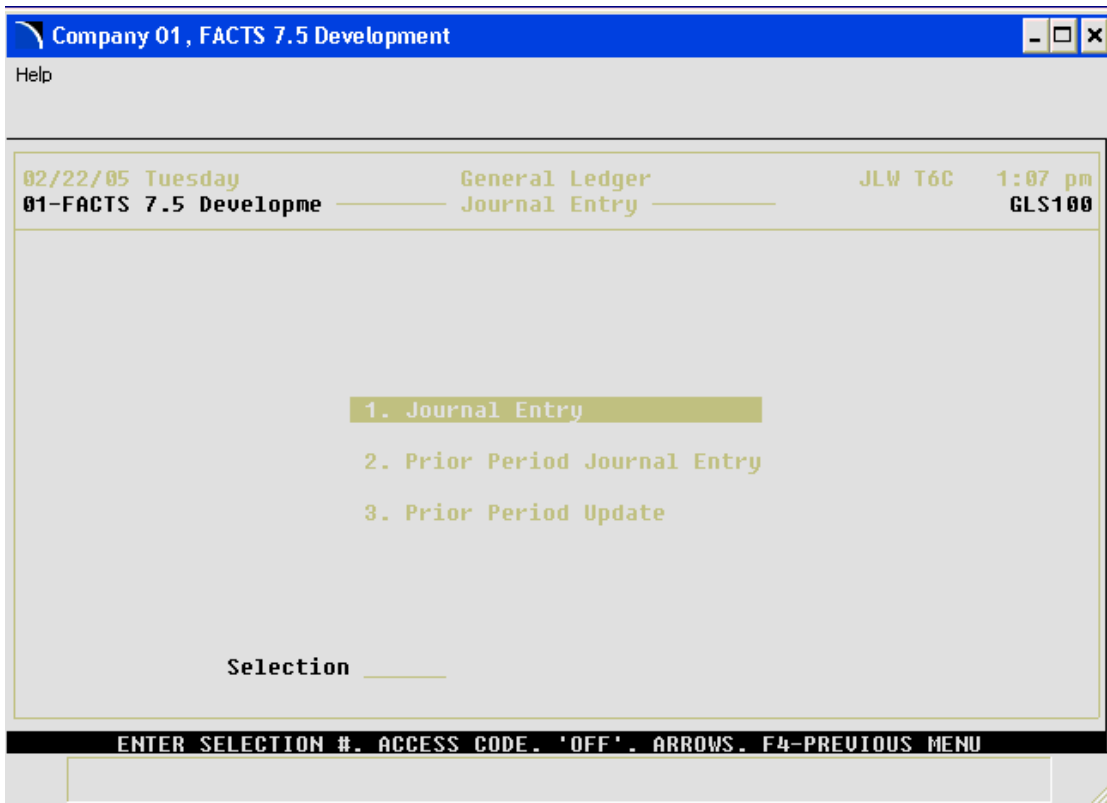 Company 01, FACTS 7.5 Development
Help
02/22/05 Tuesday General Ledger JLW T6C 1:07 pm
01-FACTS 7.5 Developme Journal Entry GLS100
1. Journal Entry
2. Prior Period Journal Entry
3. Prior Period Update
Selection ______
ENTER SELECTION #. ACCESS CODE. 'OFF'. ARROWS. F4-PREVIOUS MENU